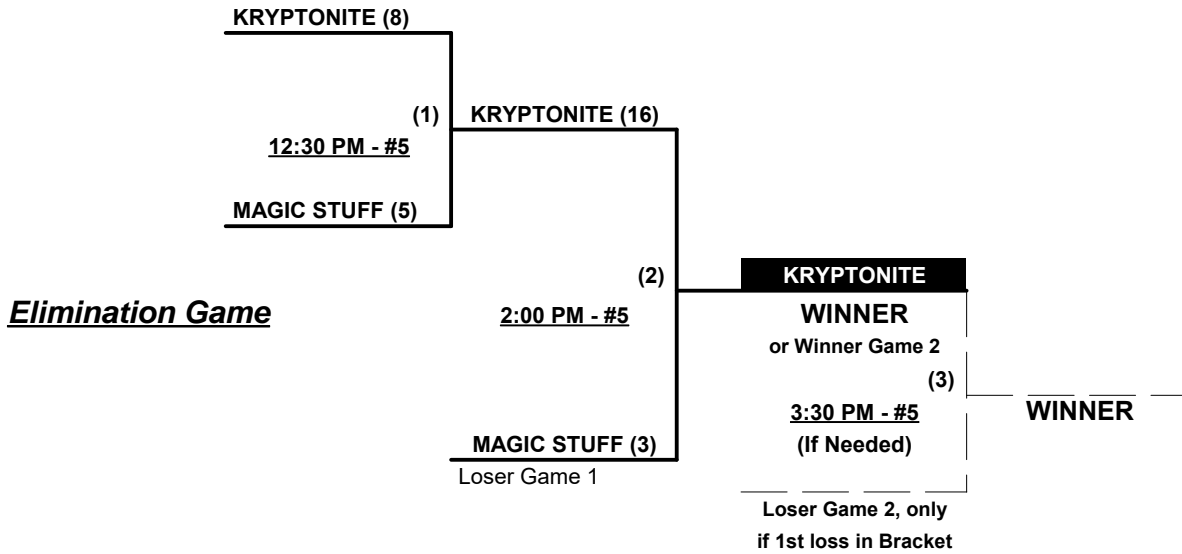 KRYPTONITE (8)
(1)
KRYPTONITE (16)
12:30 PM - #5
MAGIC STUFF (5)
(2)
KRYPTONITE
Elimination Game
2:00 PM - #5
WINNER
or Winner Game 2
(3)
3:30 PM - #5
WINNER
(If Needed)
MAGIC STUFF (3)
Loser Game 1
Loser Game 2, only
if 1st loss in Bracket